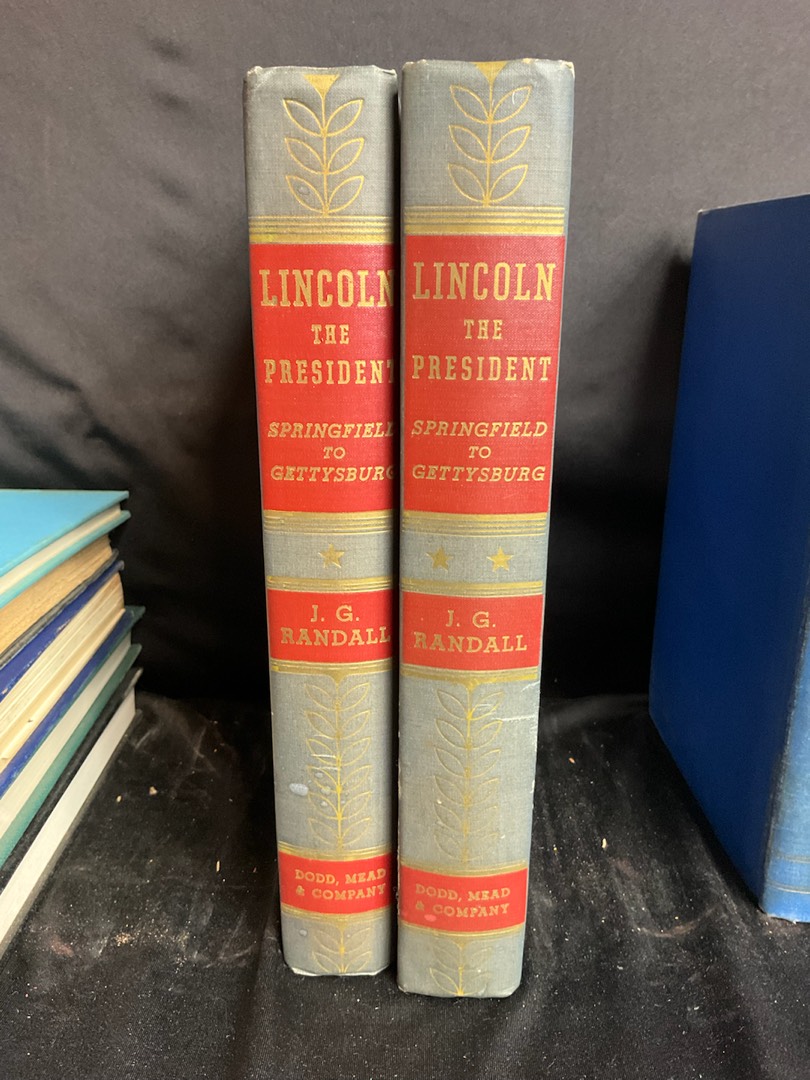 LINCOLN
THE
PRESIDENT
SPRINGFIELD
TO
GETTYSBURG
J. G.
RANDALL
DODD, MEAD
& COMPANY
LINCOLN
THE
PRESIDENT
SPRINGFIELD
TO
GETTYSBURG
J. G.
RANDALL
DODD, MEAD
& COMPANY